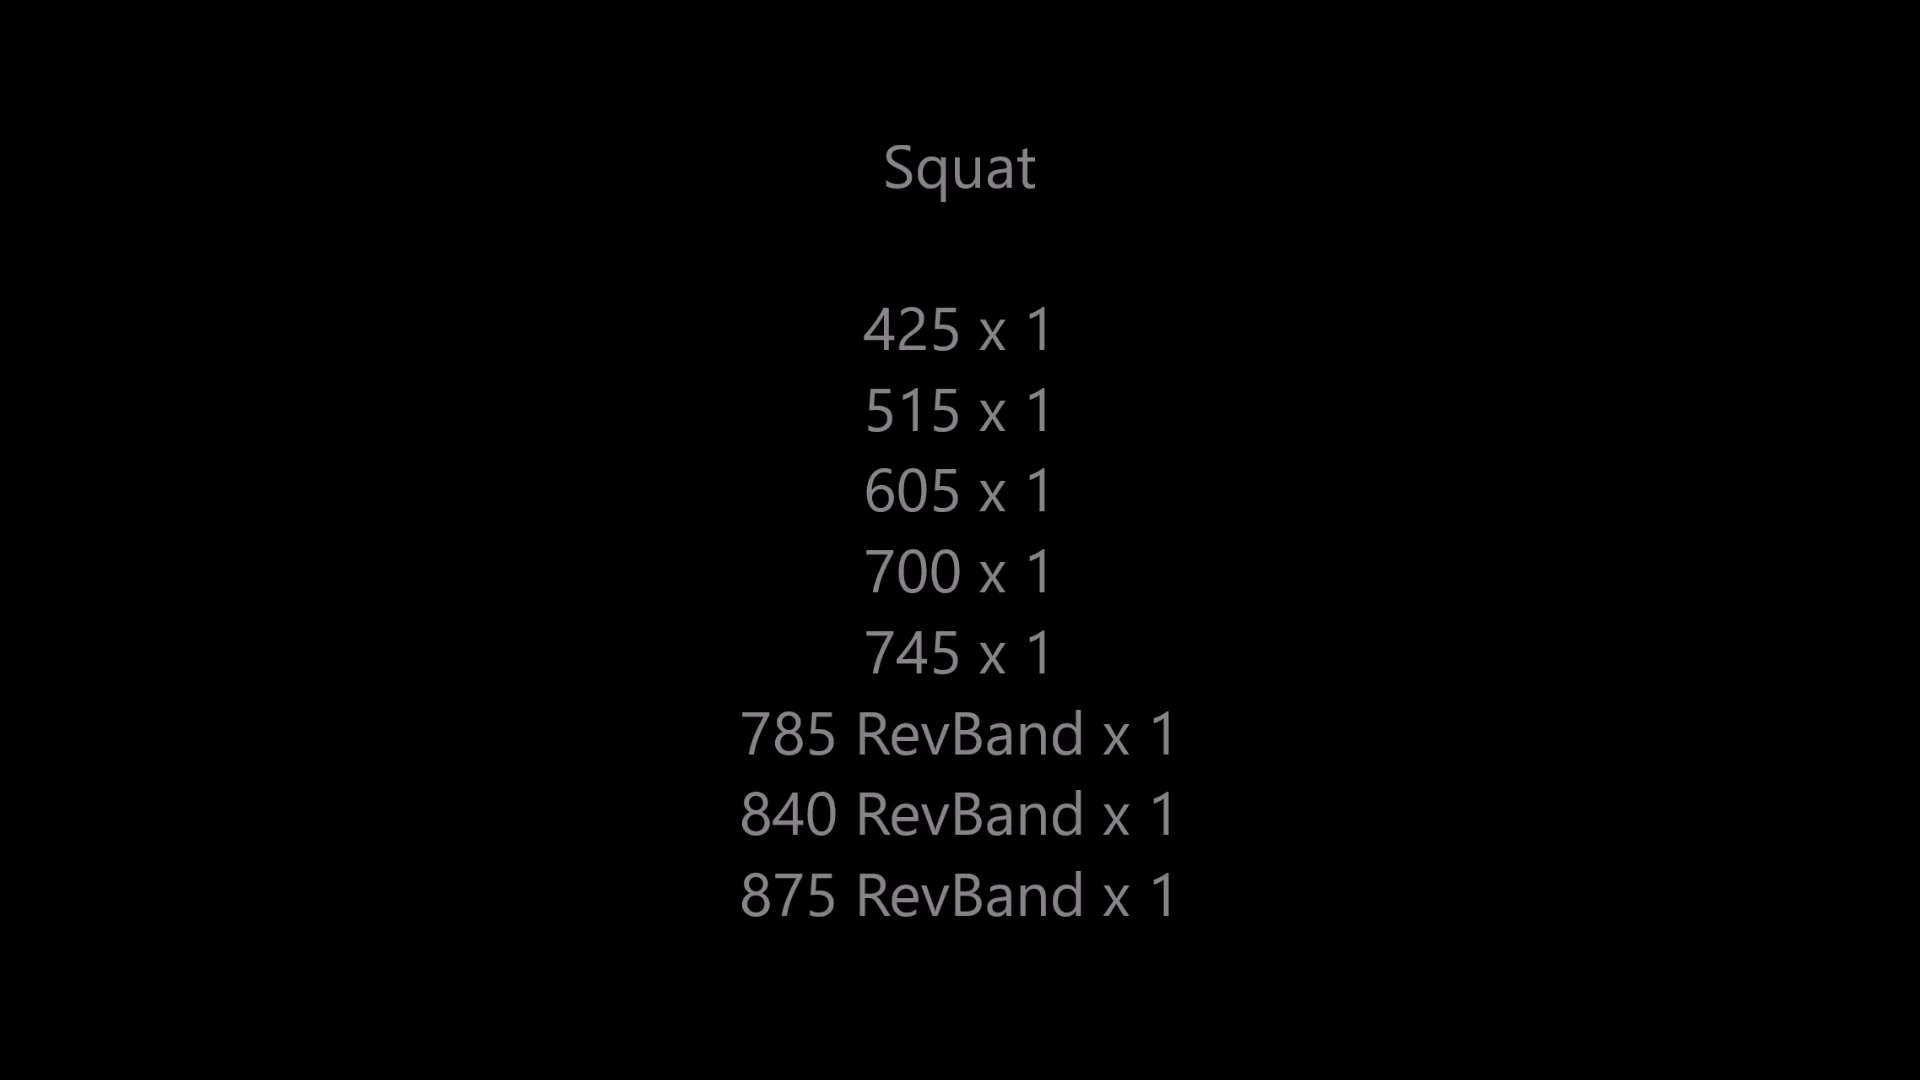 Squat
425 x 1
515 x 1
605 x 1
700 x 1
745 x 1
785 RevBand x 1
840 RevBand x 1
875 RevBand x 1